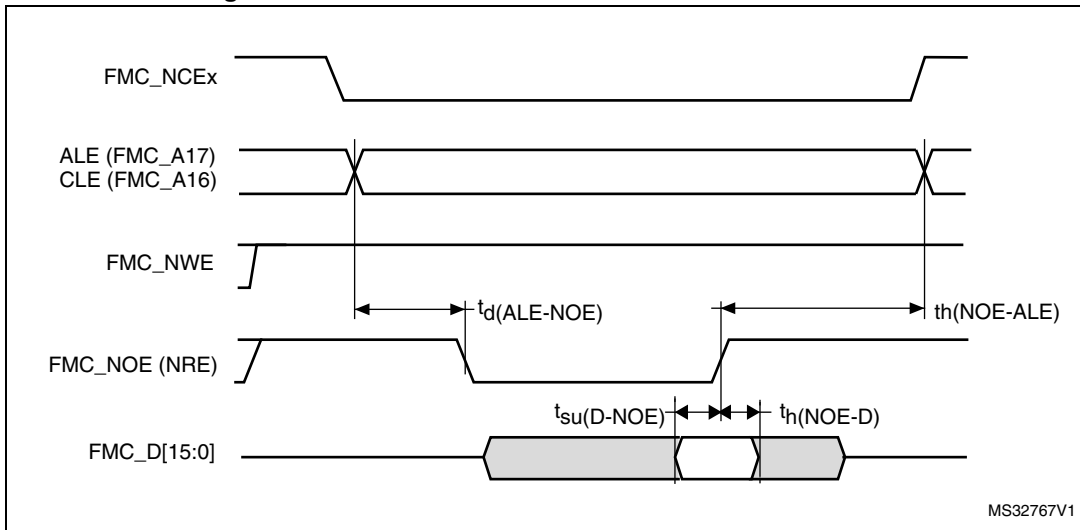 FMC_NCEx
ALE (FMC_A17)
CLE (FMC_A16)
FMC_NWE
td(ALE-NOE)
th(NOE-ALE)
FMC_NOE (NRE)
tsu(D-NOE)
th(NOE-D)
FMC_D[15:0]
MS32767V1